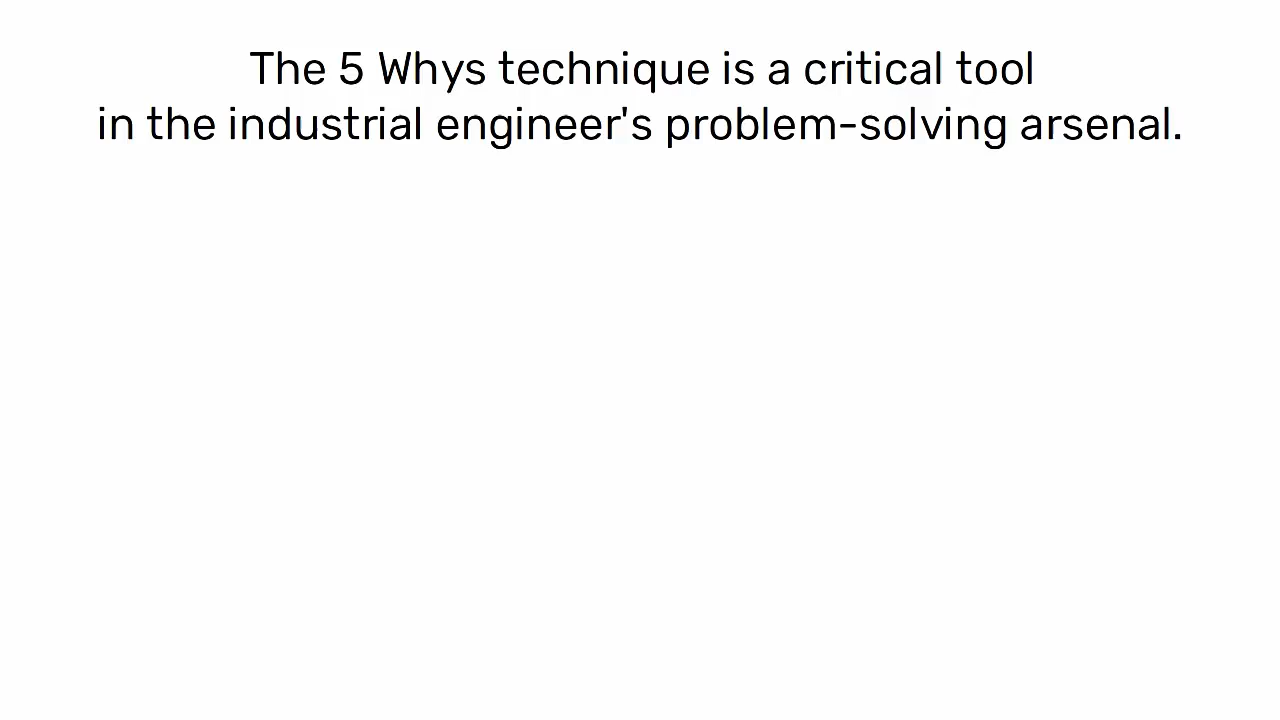 The 5 Whys technique is a critical tool
in the industrial engineer's problem-solving arsenal.